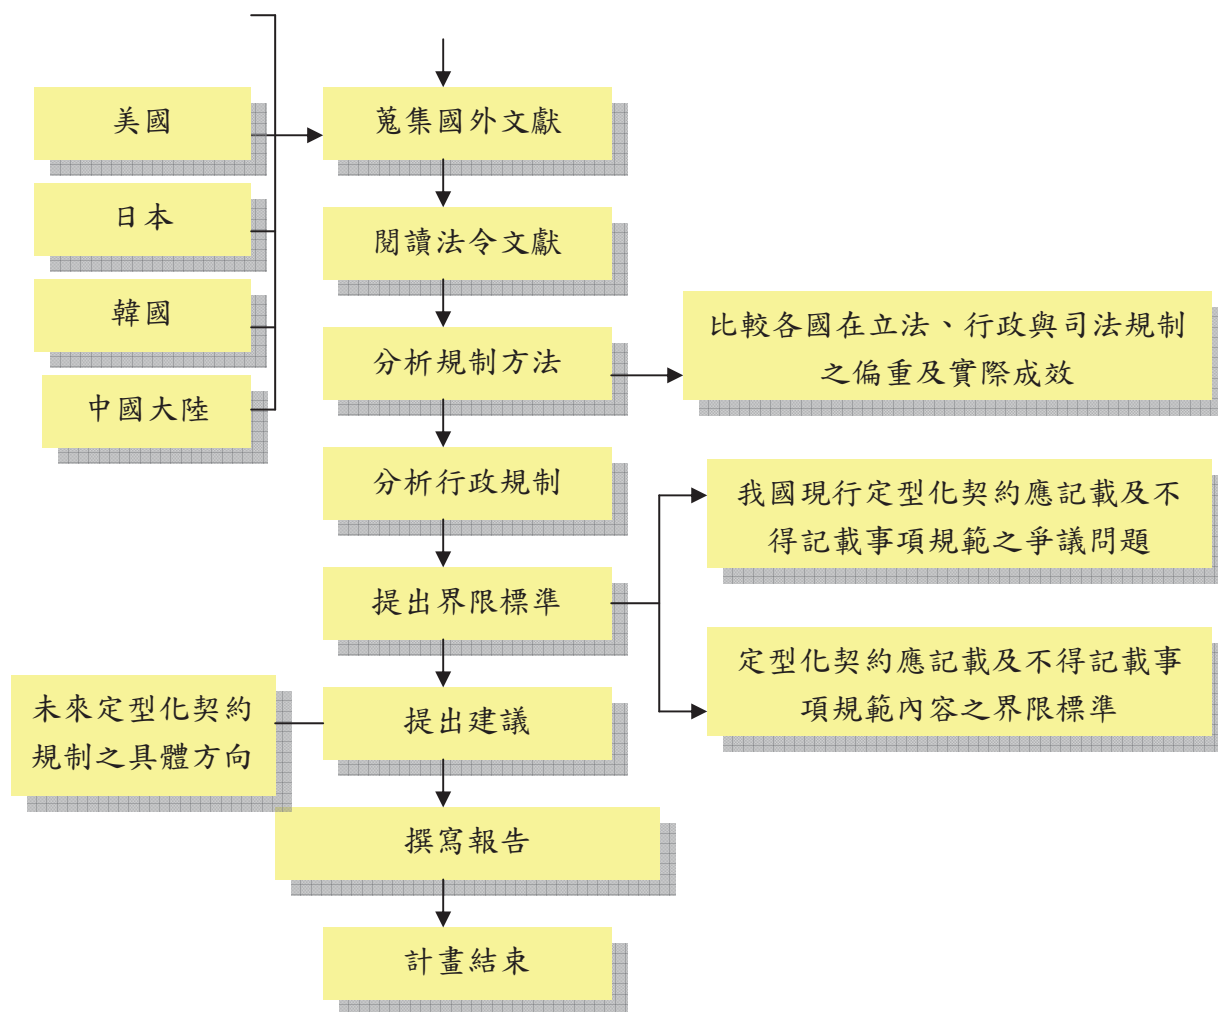 美國
日本
韓國
中國大陸
蒐集國外文獻
閱讀法令文獻
分析規制方法
比較各國在立法、行政與司法規制
之偏重及實際成效
分析行政規制
提出界限標準
我國現行定型化契約應記載及不
得記載事項規範之爭議問題
定型化契約應記載及不得記載事
項規範內容之界限標準
提出建議
未來定型化契約
規制之具體方向
撰寫報告
計畫結束